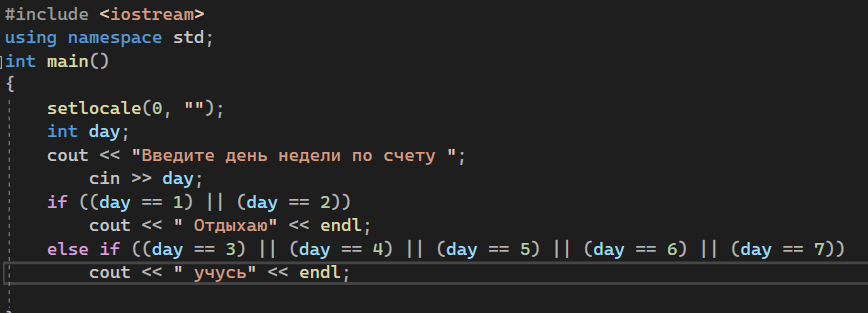 #include <iostream>
using namespace std;
int main()
{
    setlocale(0, "");
    int day;
    cout << "Введите день недели по счету ";
        cin >> day;
    if ((day == 1) || (day == 2))
        cout << " Отдыхаю" << endl;
    else if ((day == 3) || (day == 4) || (day == 5) || (day == 6) || (day == 7))
        cout << " учусь" << endl;